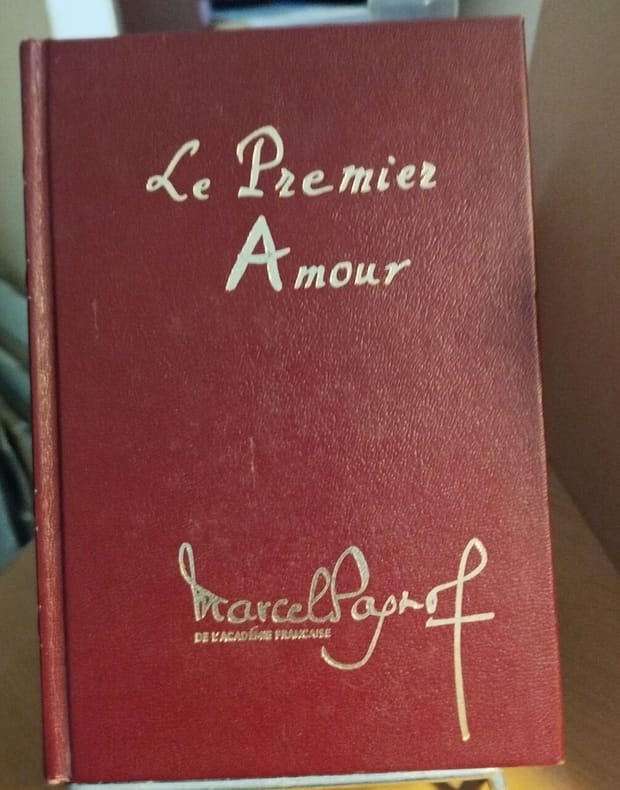 Le Premier
Amour
Marcel Pagnol
DE L'ACADÉMIE FRANÇAISE